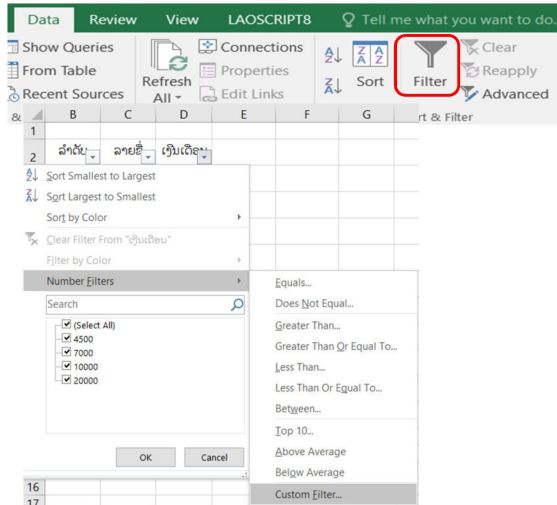 Data Review View LAOSCRIPT8 Tell me what you want to do.
Show Queries Connections Clear
From Table Properties Reapply
Recent Sources Refresh All Edit Links Sort Filter Advanced
& rt & Filter
B C D E F G
1
2 ລຳດັບ ລາຍຊື່ ເງິນເດືອນ
Sort Smallest to Largest
Sort Largest to Smallest
Sort by Color
Clear Filter From "ເງິນເດືອນ"
Filter by Color
Number Filters
Search
(Select All)
4500
7000
10000
20000
OK Cancel
Equals...
Does Not Equal...
Greater Than...
Greater Than Or Equal To...
Less Than...
Less Than Or Equal To...
Between...
Top 10...
Above Average
Below Average
Custom Filter...
16
17